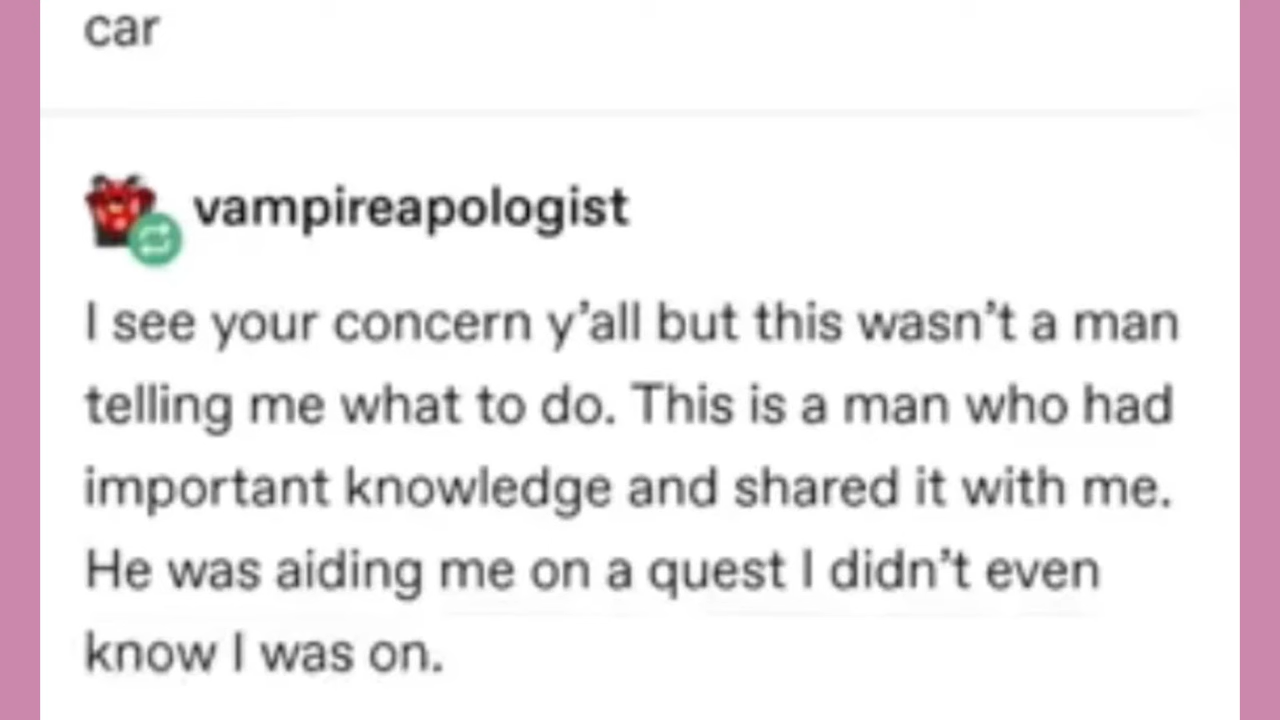 car
vampireapologist
I see your concern y’all but this wasn’t a man
telling me what to do. This is a man who had
important knowledge and shared it with me.
He was aiding me on a quest I didn’t even
know I was on.